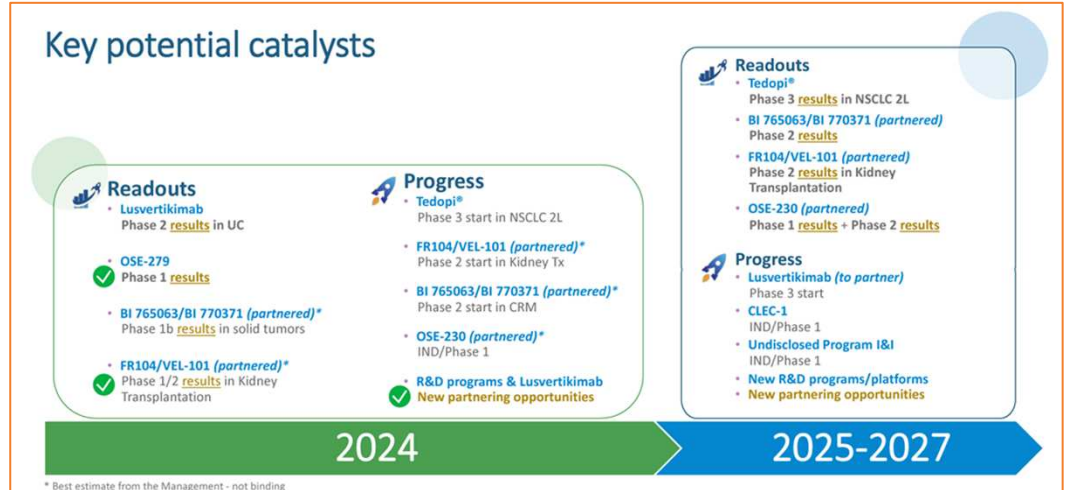 Key potential catalysts
Readouts
• Lusvertikimab
Phase 2 results in UC
• OSE-279
Phase 1 results
• BI 765063/BI 770371 (partnered)*
Phase 1b results in solid tumors
• FR104/VEL-101 (partnered)*
Phase 1/2 results in Kidney
Transplantation
Progress
• Tedopi®
Phase 3 start in NSCLC 2L
• FR104/VEL-101 (partnered)*
Phase 2 start in Kidney Tx
• BI 765063/BI 770371 (partnered)*
Phase 2 start in CRM
• OSE-230 (partnered)*
IND/Phase 1
• R&D programs & Lusvertikimab
New partnering opportunities
Readouts
• Tedopi®
Phase 3 results in NSCLC 2L
• BI 765063/BI 770371 (partnered)
Phase 2 results
• FR104/VEL-101 (partnered)
Phase 2 results in Kidney
Transplantation
• OSE-230 (partnered)
Phase 1 results + Phase 2 results
Progress
• Lusvertikimab (to partner)
Phase 3 start
• CLEC-1
IND/Phase 1
• Undisclosed Program I&I
IND/Phase 1
• New R&D programs/platforms
• New partnering opportunities
2024
2025-2027
* Best estimate from the Management - not binding